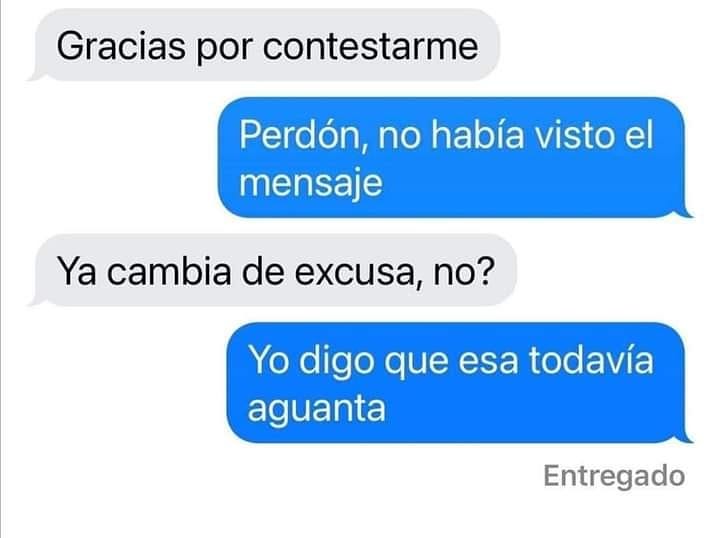 Gracias por contestarme
Perdón, no había visto el
mensaje
Ya cambia de excusa, no?
Yo digo que esa todavía
aguanta
Entregado